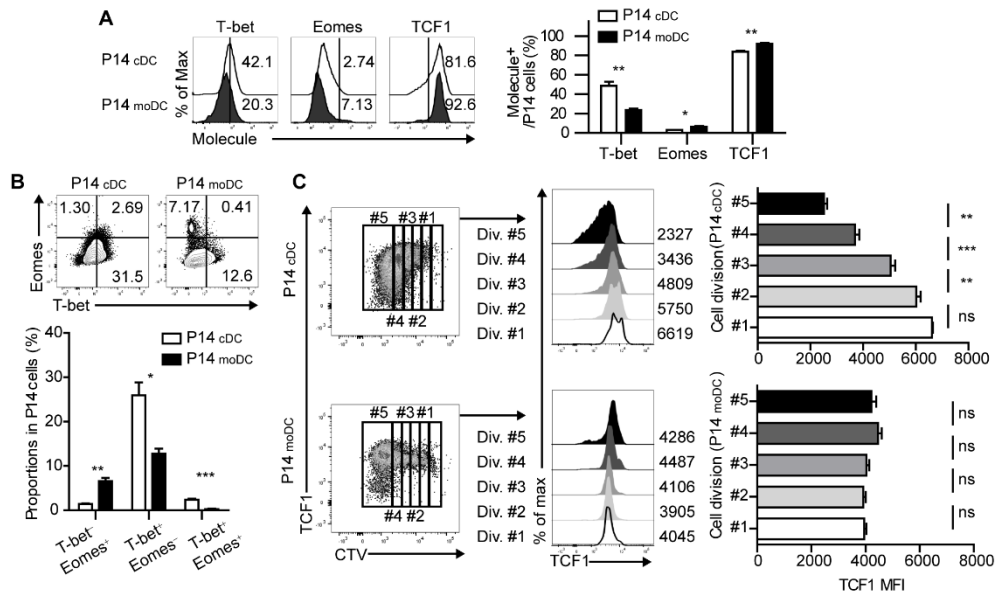 A
T-bet
Eomes
TCF1
P14 cDC
P14 moDC
% of Max
42.1
2.74
81.6
20.3
7.13
92.6
Molecule
Molecule+
/P14 cells (%)
100
80
60
40
20
0
P14 cDC
P14 moDC
**
*
**
T-bet
Eomes
TCF1
B
P14 cDC
P14 moDC
1.30
2.69
7.17
0.41
31.5
12.6
Eomes
T-bet
Proportions in P14 cells (%)
40
30
20
10
0
P14 cDC
P14 moDC
**
*
***
T-bet-
Eomes+
T-bet+
Eomes-
T-bet+
Eomes+
C
P14 cDC
#5 #3 #1
#4 #2
Div. #5
Div. #4
Div. #3
Div. #2
Div. #1
2327
3436
4809
5750
6619
Cell division (P14 cDC)
#5
#4
#3
#2
#1
**
***
**
ns
0 2000 4000 6000 8000
P14 moDC
#5 #3 #1
#4 #2
Div. #5
Div. #4
Div. #3
Div. #2
Div. #1
4286
4487
4106
3905
4045
TCF1
CTV
% of max
TCF1
Cell division (P14 moDC)
#5
#4
#3
#2
#1
ns
ns
ns
ns
0 2000 4000 6000 8000
TCF1 MFI